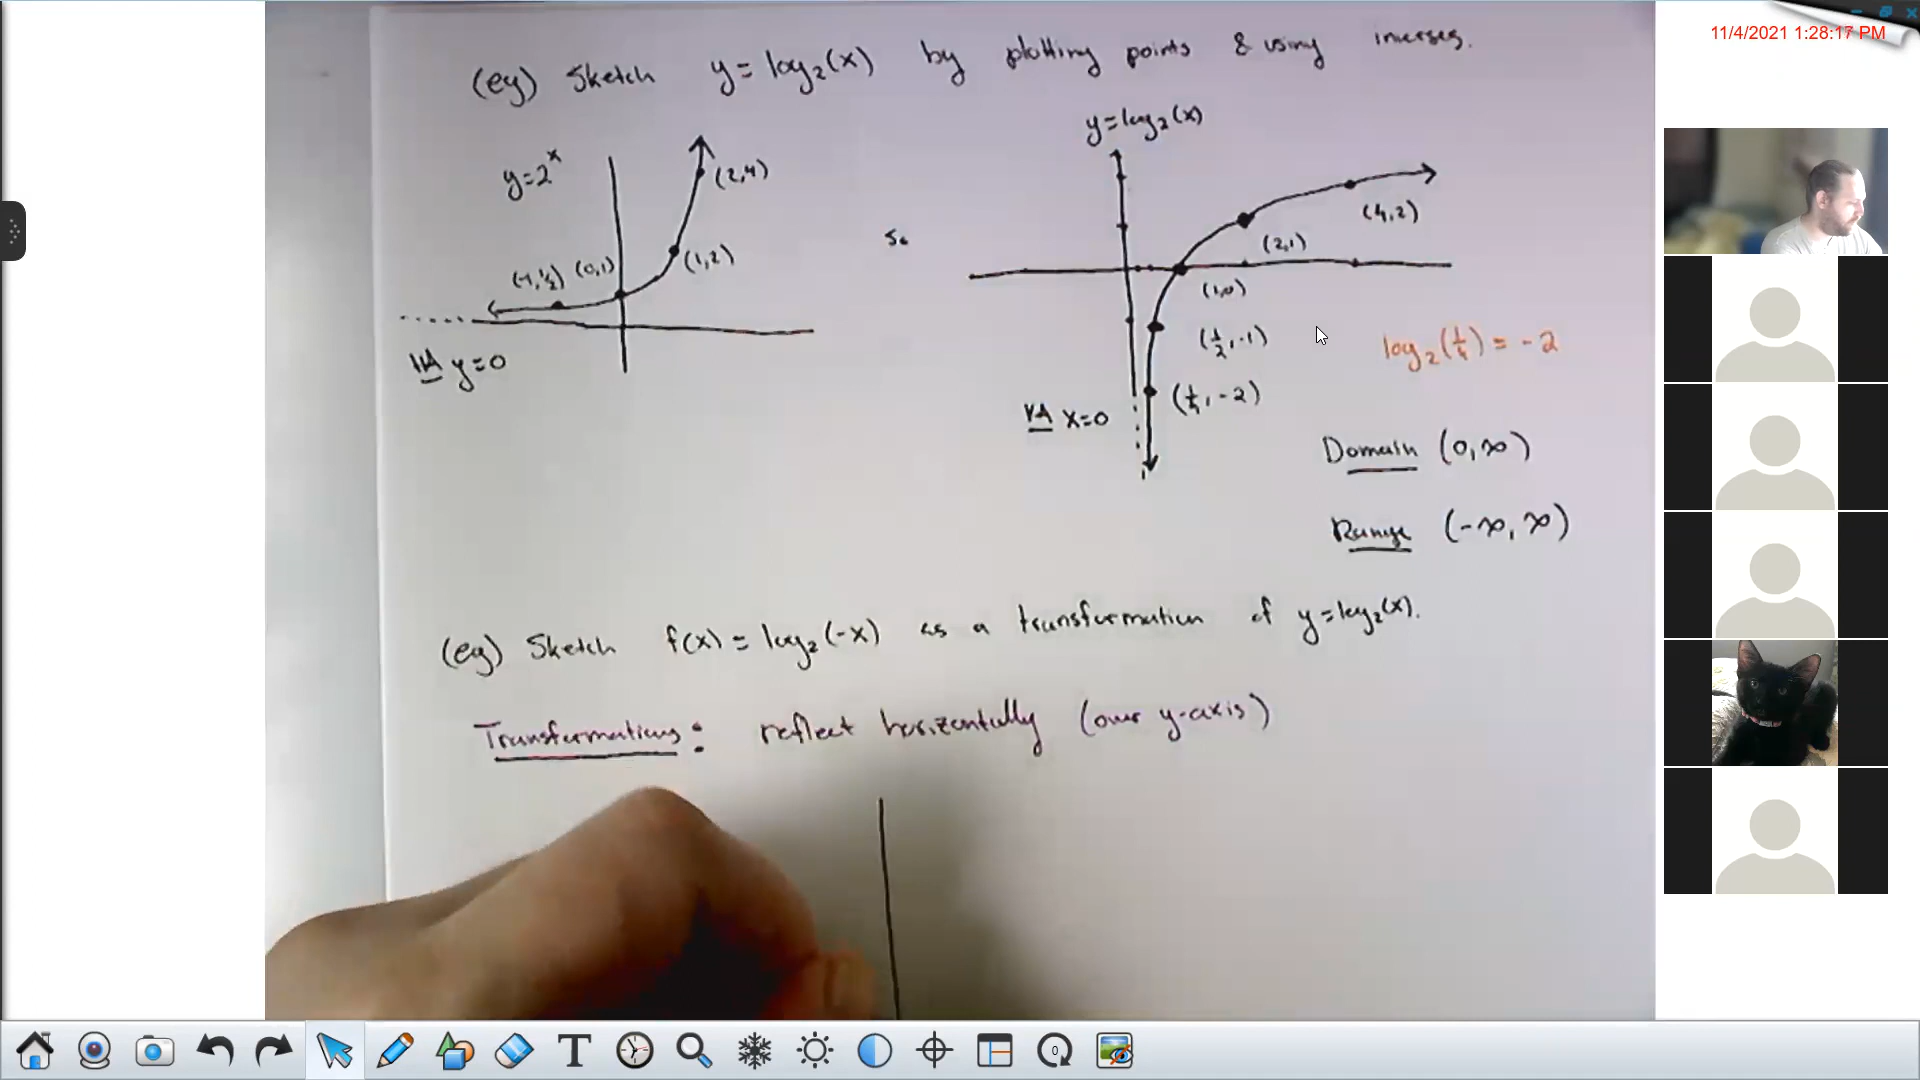 11/4/2021 1:28:17 PM
(eg) Sketch y=log₂(x) by plotting points & using inverses.
y=2ˣ
(2,4)
(1,2)
(-1,½) (0,1)
HA y=0
So
y=log₂(x)
(4,2)
(2,1)
(1,0)
(½,-1)
(¼,-2)
VA x=0
log₂(¼) = -2
Domain (0,∞)
Range (-∞,∞)
(eg) Sketch f(x) = log₂(-x) as a transformation of y=log₂(x).
Transformations: reflect horizontally (over y-axis)
T
0